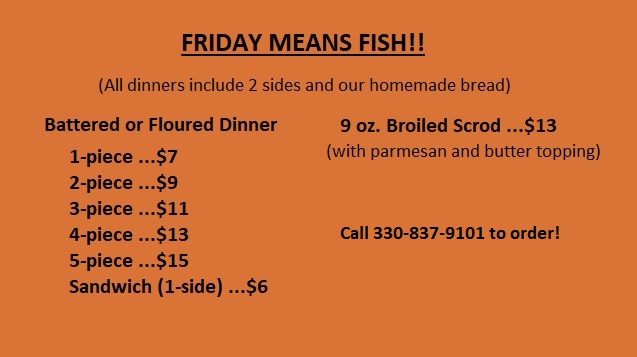 FRIDAY MEANS FISH!!
(All dinners include 2 sides and our homemade bread)
Battered or Floured Dinner
1-piece ...$7
2-piece ...$9
3-piece ...$11
4-piece ...$13
5-piece ...$15
Sandwich (1-side) ...$6
9 oz. Broiled Scrod ...$13
(with parmesan and butter topping)
Call 330-837-9101 to order!